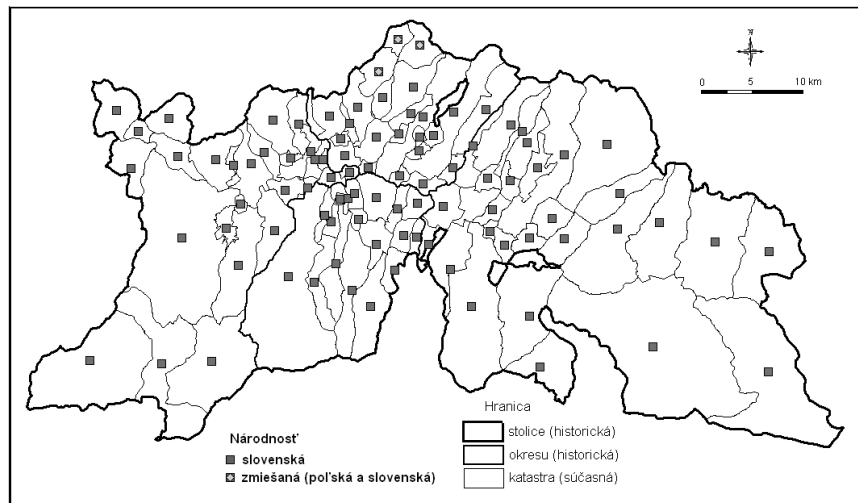 N
0 5 10 km
Hranica
stolice (historická)
okresu (historická)
katastra (súčasná)
Národnosť
slovenská
zmiešaná (poľská a slovenská)